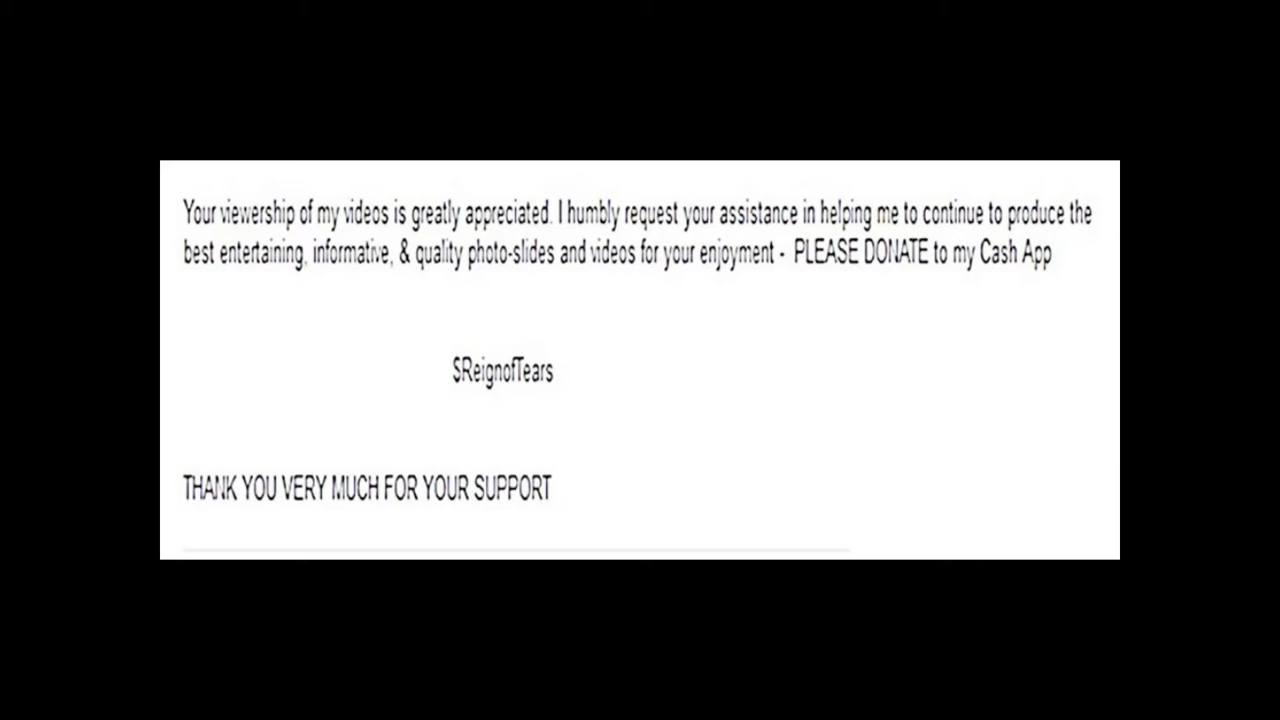 Your viewership of my videos is greatly appreciated. I humbly request your assistance in helping me to continue to produce the
best entertaining, informative, & quality photo-slides and videos for your enjoyment - PLEASE DONATE to my Cash App
$ReignofTears
THANK YOU VERY MUCH FOR YOUR SUPPORT